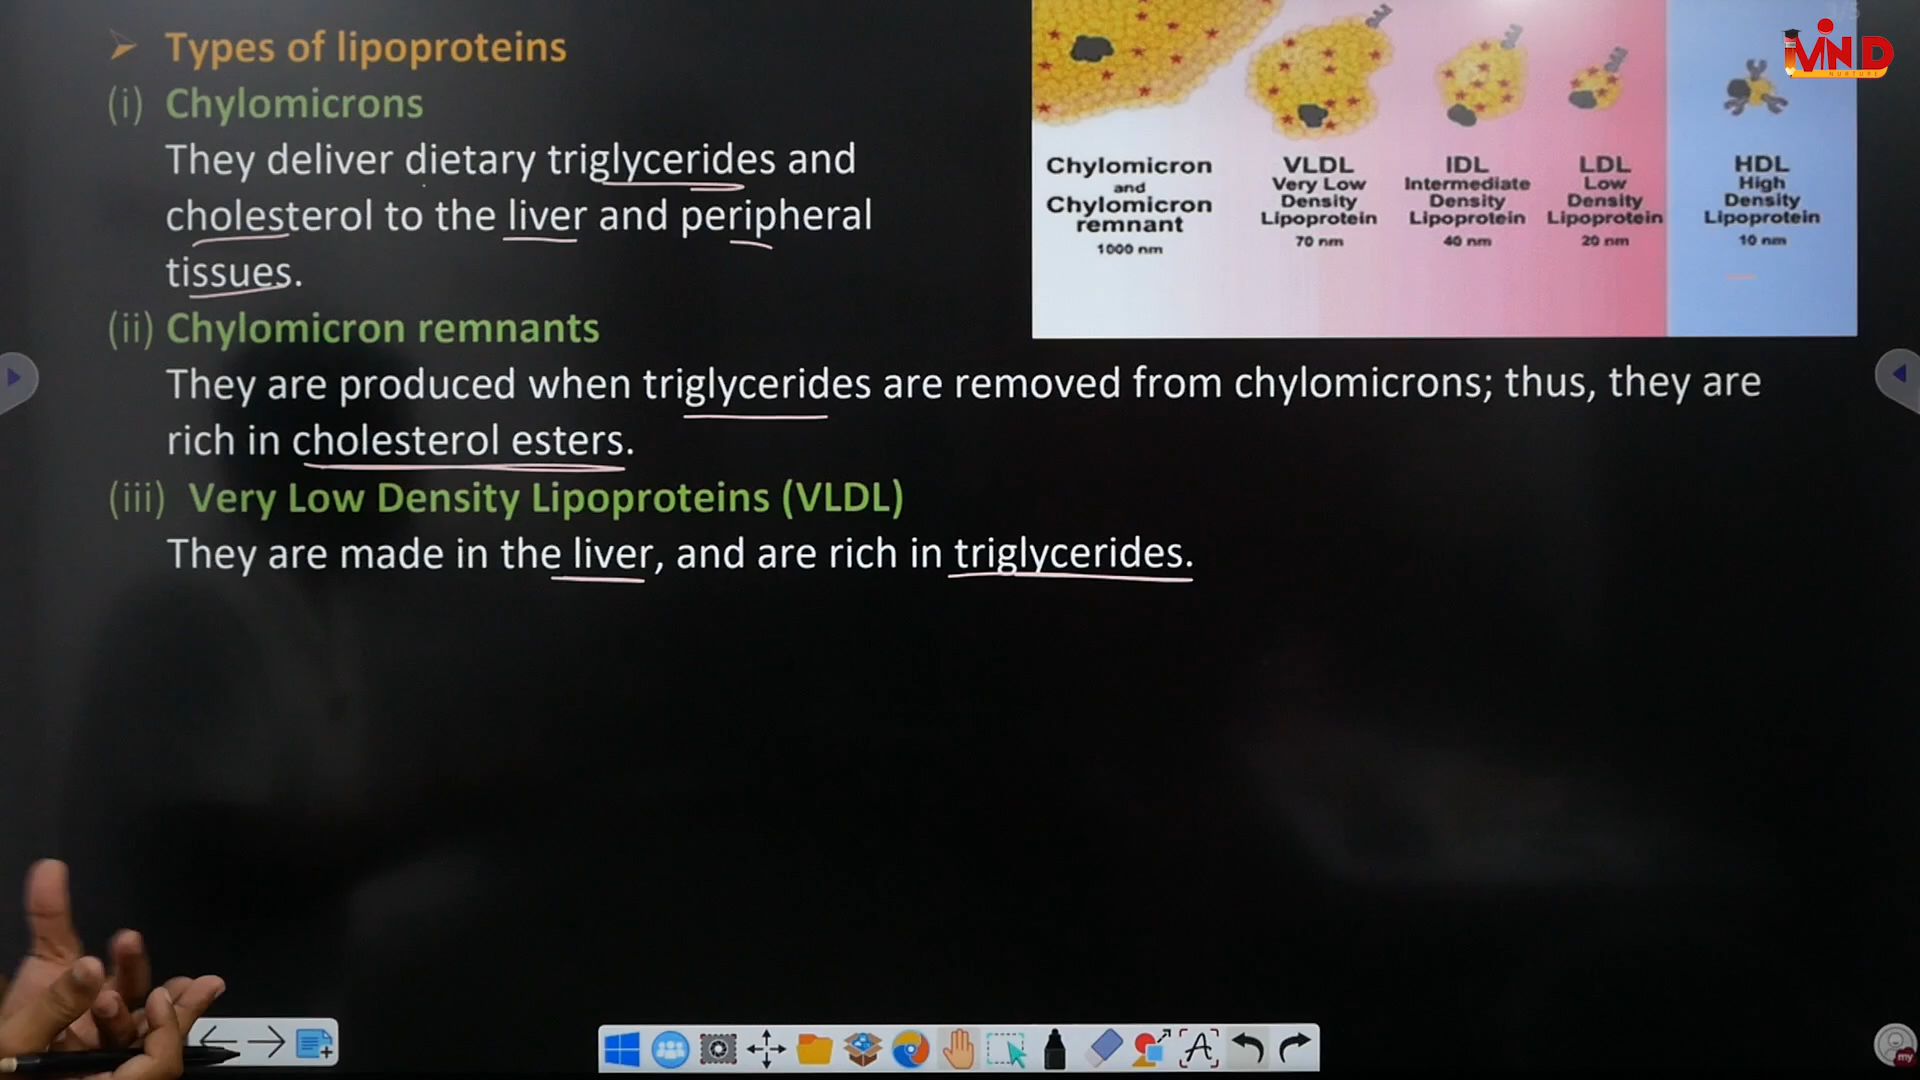 Types of lipoproteins
(i) Chylomicrons
They deliver dietary triglycerides and
cholesterol to the liver and peripheral
tissues.
(ii) Chylomicron remnants
They are produced when triglycerides are removed from chylomicrons; thus, they are
rich in cholesterol esters.
(iii) Very Low Density Lipoproteins (VLDL)
They are made in the liver, and are rich in triglycerides.
Chylomicron
and
Chylomicron
remnant
1000 nm
VLDL
Very Low
Density
Lipoprotein
70 nm
IDL
Intermediate
Density
Lipoprotein
40 nm
LDL
Low
Density
Lipoprotein
20 nm
HDL
High
Density
Lipoprotein
10 nm
MIND
NURTURE
A
my